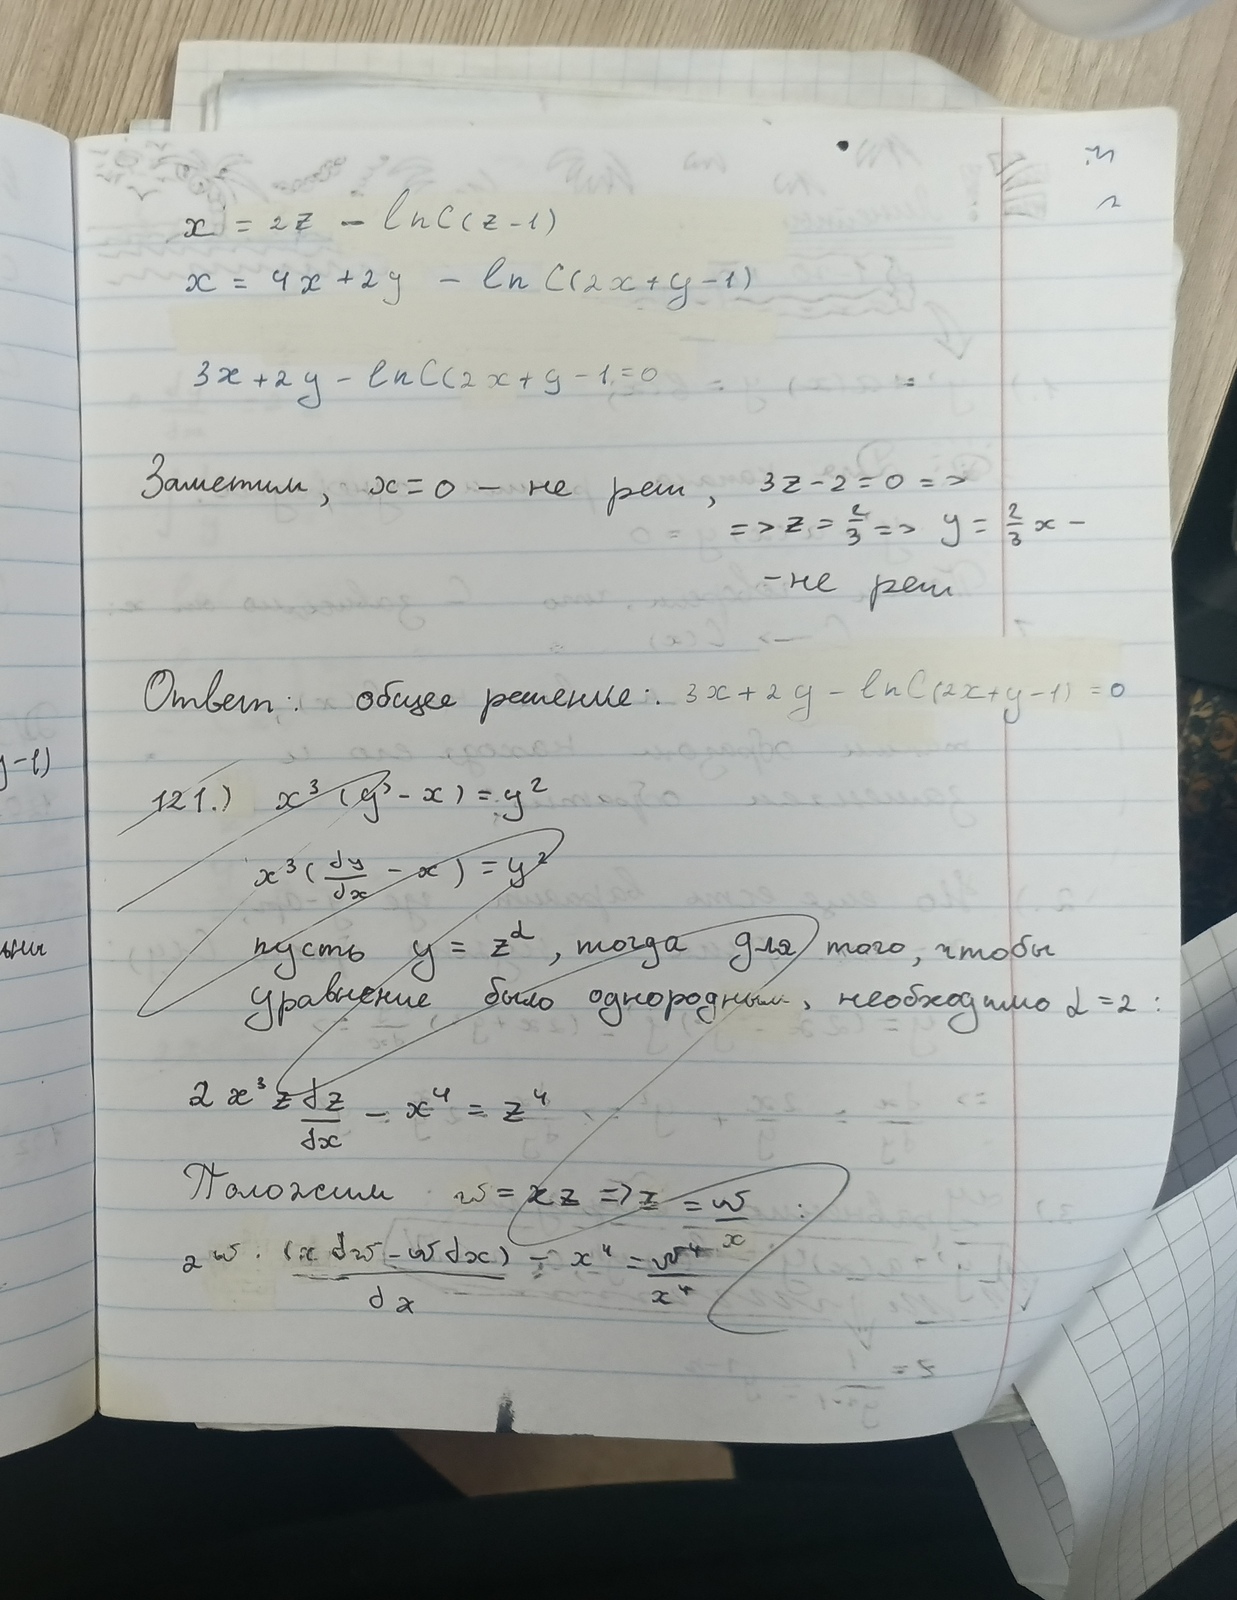 x = 2z - lnC(z-1)
x = 4x+2y - ln C(2x+y-1)
3x+2y - lnC(2x+y-1=0
Заметим, x=0 - не реш, 3z-2=0 =>
=> z = 2/3 => y = 2/3 x -
- не реш
Ответ: общее решение: 3x+2y - lnC(2x+y-1) = 0
y-1)
121.) x³ (y' - x) = y²
x³ (dy/dx - x) = y²
пусть y = z^α, тогда для того, чтобы
уравнение было однородным, необходимо α = 2 :
2 x³ z dz/dx - x⁴ = z⁴
Положим w = xz => z = w/x :
2w · (x dw - w dx)/dx - x⁴ = w⁴/x⁴